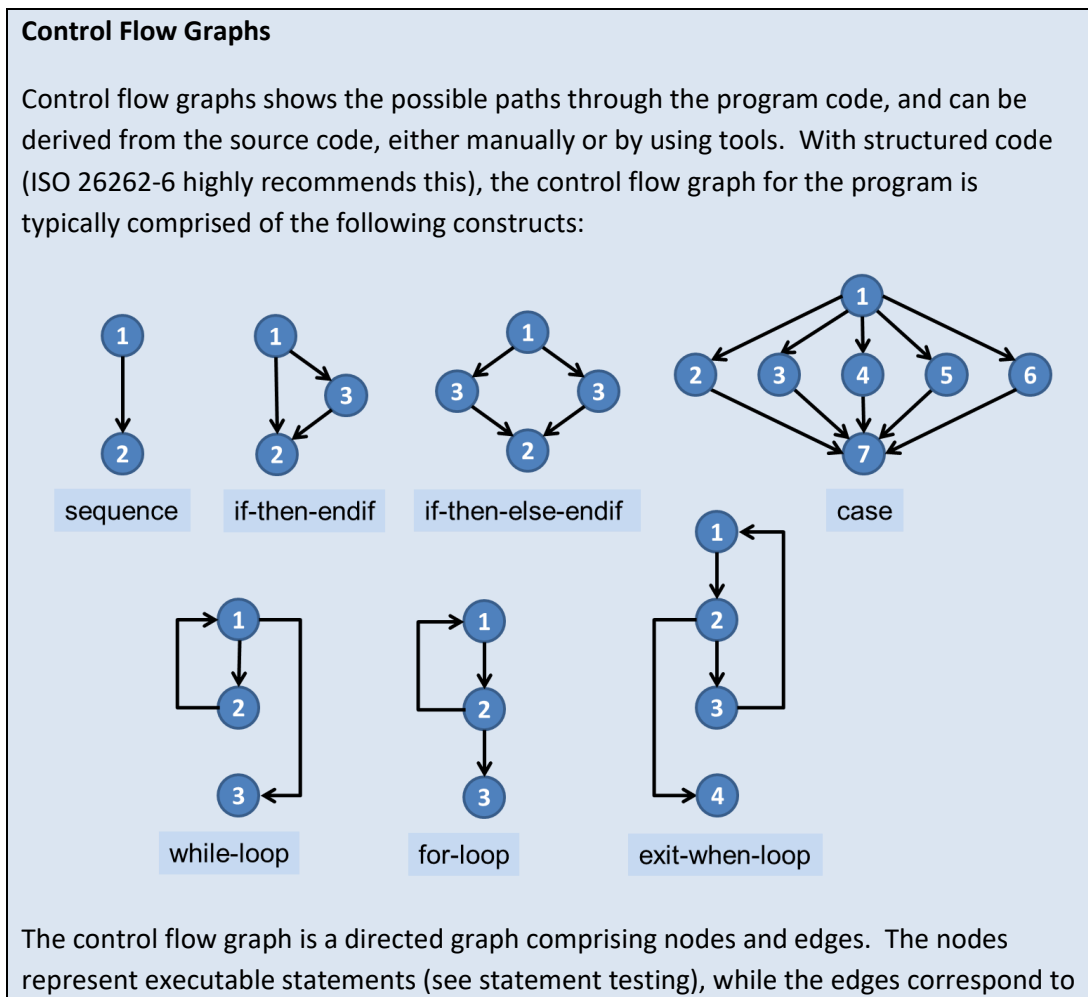 Control Flow Graphs
Control flow graphs shows the possible paths through the program code, and can be
derived from the source code, either manually or by using tools.  With structured code
(ISO 26262-6 highly recommends this), the control flow graph for the program is
typically comprised of the following constructs:
1
2
sequence
1
3
2
if-then-endif
1
3 3
2
if-then-else-endif
1
2 3 4 5 6
7
case
1
2
3
while-loop
1
2
3
for-loop
1
2
3
4
exit-when-loop
The control flow graph is a directed graph comprising nodes and edges.  The nodes
represent executable statements (see statement testing), while the edges correspond to